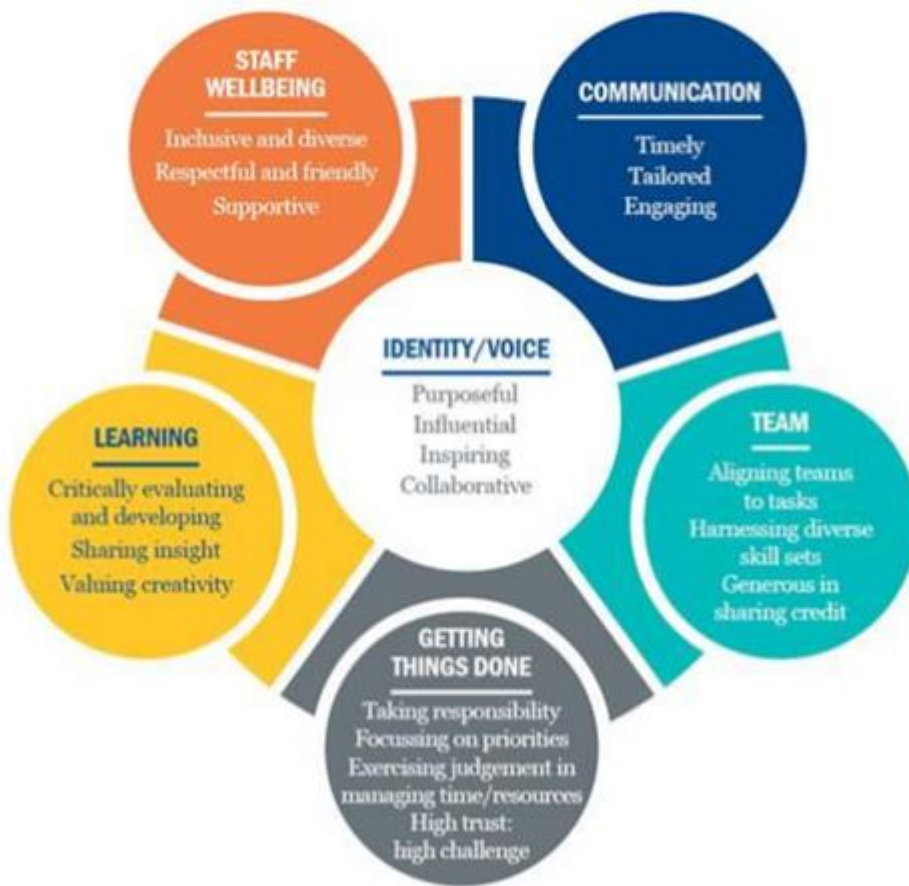 STAFF
WELLBEING
Inclusive and diverse
Respectful and friendly
Supportive
COMMUNICATION
Timely
Tailored
Engaging
IDENTITY/VOICE
Purposeful
Influential
Inspiring
Collaborative
LEARNING
Critically evaluating
and developing
Sharing insight
Valuing creativity
TEAM
Aligning teams
to tasks
Harnessing diverse
skill sets
Generous in
sharing credit
GETTING
THINGS DONE
Taking responsibility
Focussing on priorities
Exercising judgement in
managing time/resources
High trust:
high challenge